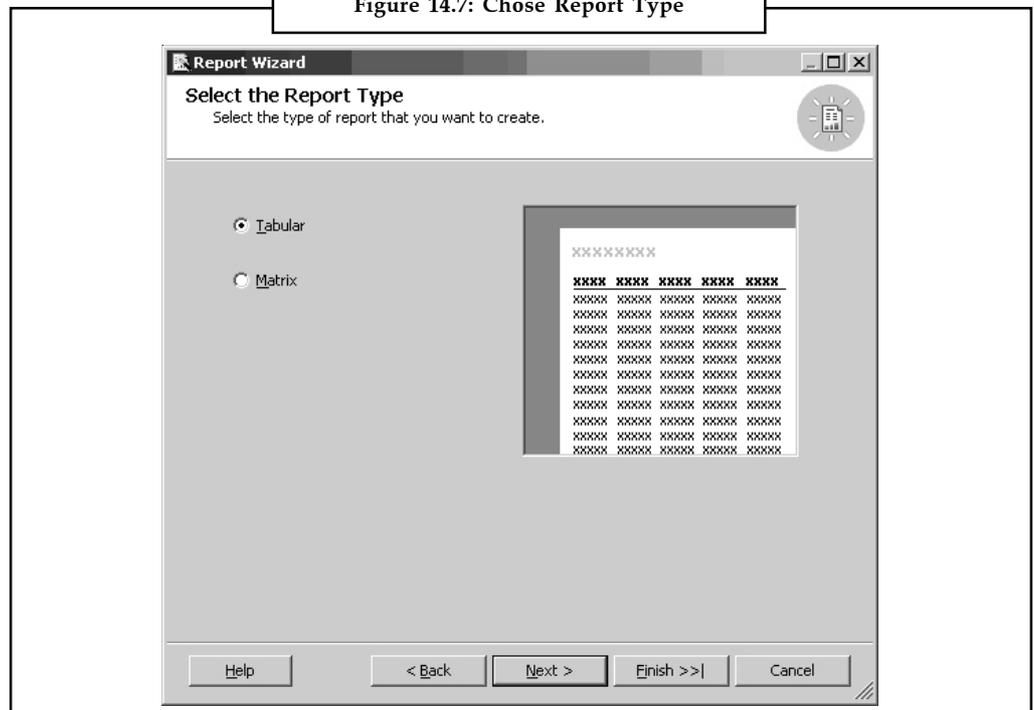 Figure 14.7: Chose Report Type
Report Wizard
Select the Report Type
Select the type of report that you want to create.
Tabular
Matrix
xxxxxxxx
xxxx xxxx xxxx xxxx xxxx
xxxxx xxxxx xxxxx xxxxx xxxxx
xxxxx xxxxx xxxxx xxxxx xxxxx
xxxxx xxxxx xxxxx xxxxx xxxxx
xxxxx xxxxx xxxxx xxxxx xxxxx
xxxxx xxxxx xxxxx xxxxx xxxxx
xxxxx xxxxx xxxxx xxxxx xxxxx
xxxxx xxxxx xxxxx xxxxx xxxxx
xxxxx xxxxx xxxxx xxxxx xxxxx
xxxxx xxxxx xxxxx xxxxx xxxxx
xxxxx xxxxx xxxxx xxxxx xxxxx
xxxxx xxxxx xxxxx xxxxx xxxxx
Help < Back Next > Finish >>| Cancel